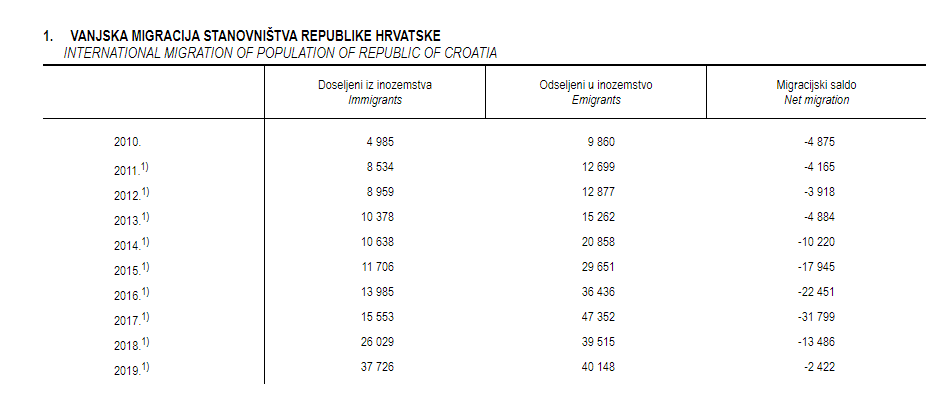 1. VANJSKA MIGRACIJA STANOVNIŠTVA REPUBLIKE HRVATSKE
INTERNATIONAL MIGRATION OF POPULATION OF REPUBLIC OF CROATIA
Doseljeni iz inozemstva Odseljeni u inozemstvo Migracijski saldo
Immigrants Emigrants Net migration
2010. 4 985 9 860 -4 875
2011.1) 8 534 12 699 -4 165
2012.1) 8 959 12 877 -3 918
2013.1) 10 378 15 262 -4 884
2014.1) 10 638 20 858 -10 220
2015.1) 11 706 29 651 -17 945
2016.1) 13 985 36 436 -22 451
2017.1) 15 553 47 352 -31 799
2018.1) 26 029 39 515 -13 486
2019.1) 37 726 40 148 -2 422